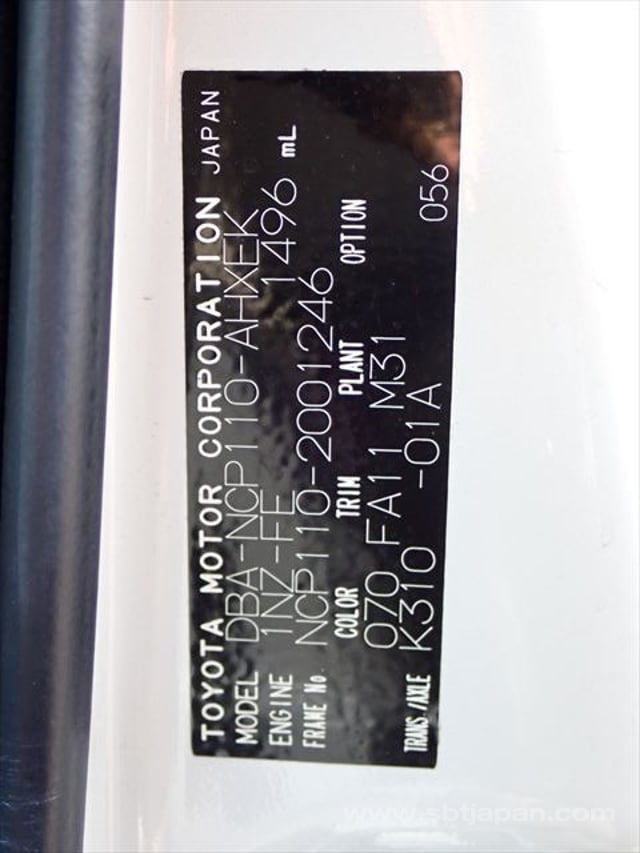 TOYOTA MOTOR CORPORATION JAPAN
MODEL DBA-NCP110-AHXEK
ENGINE 1NZ-FE 1496 mL
FRAME No. NCP110-2001246
COLOR TRIM PLANT OPTION
070 FA11 M31
TRANS/AXLE K310 -01A 056
www.sbtjapan.com